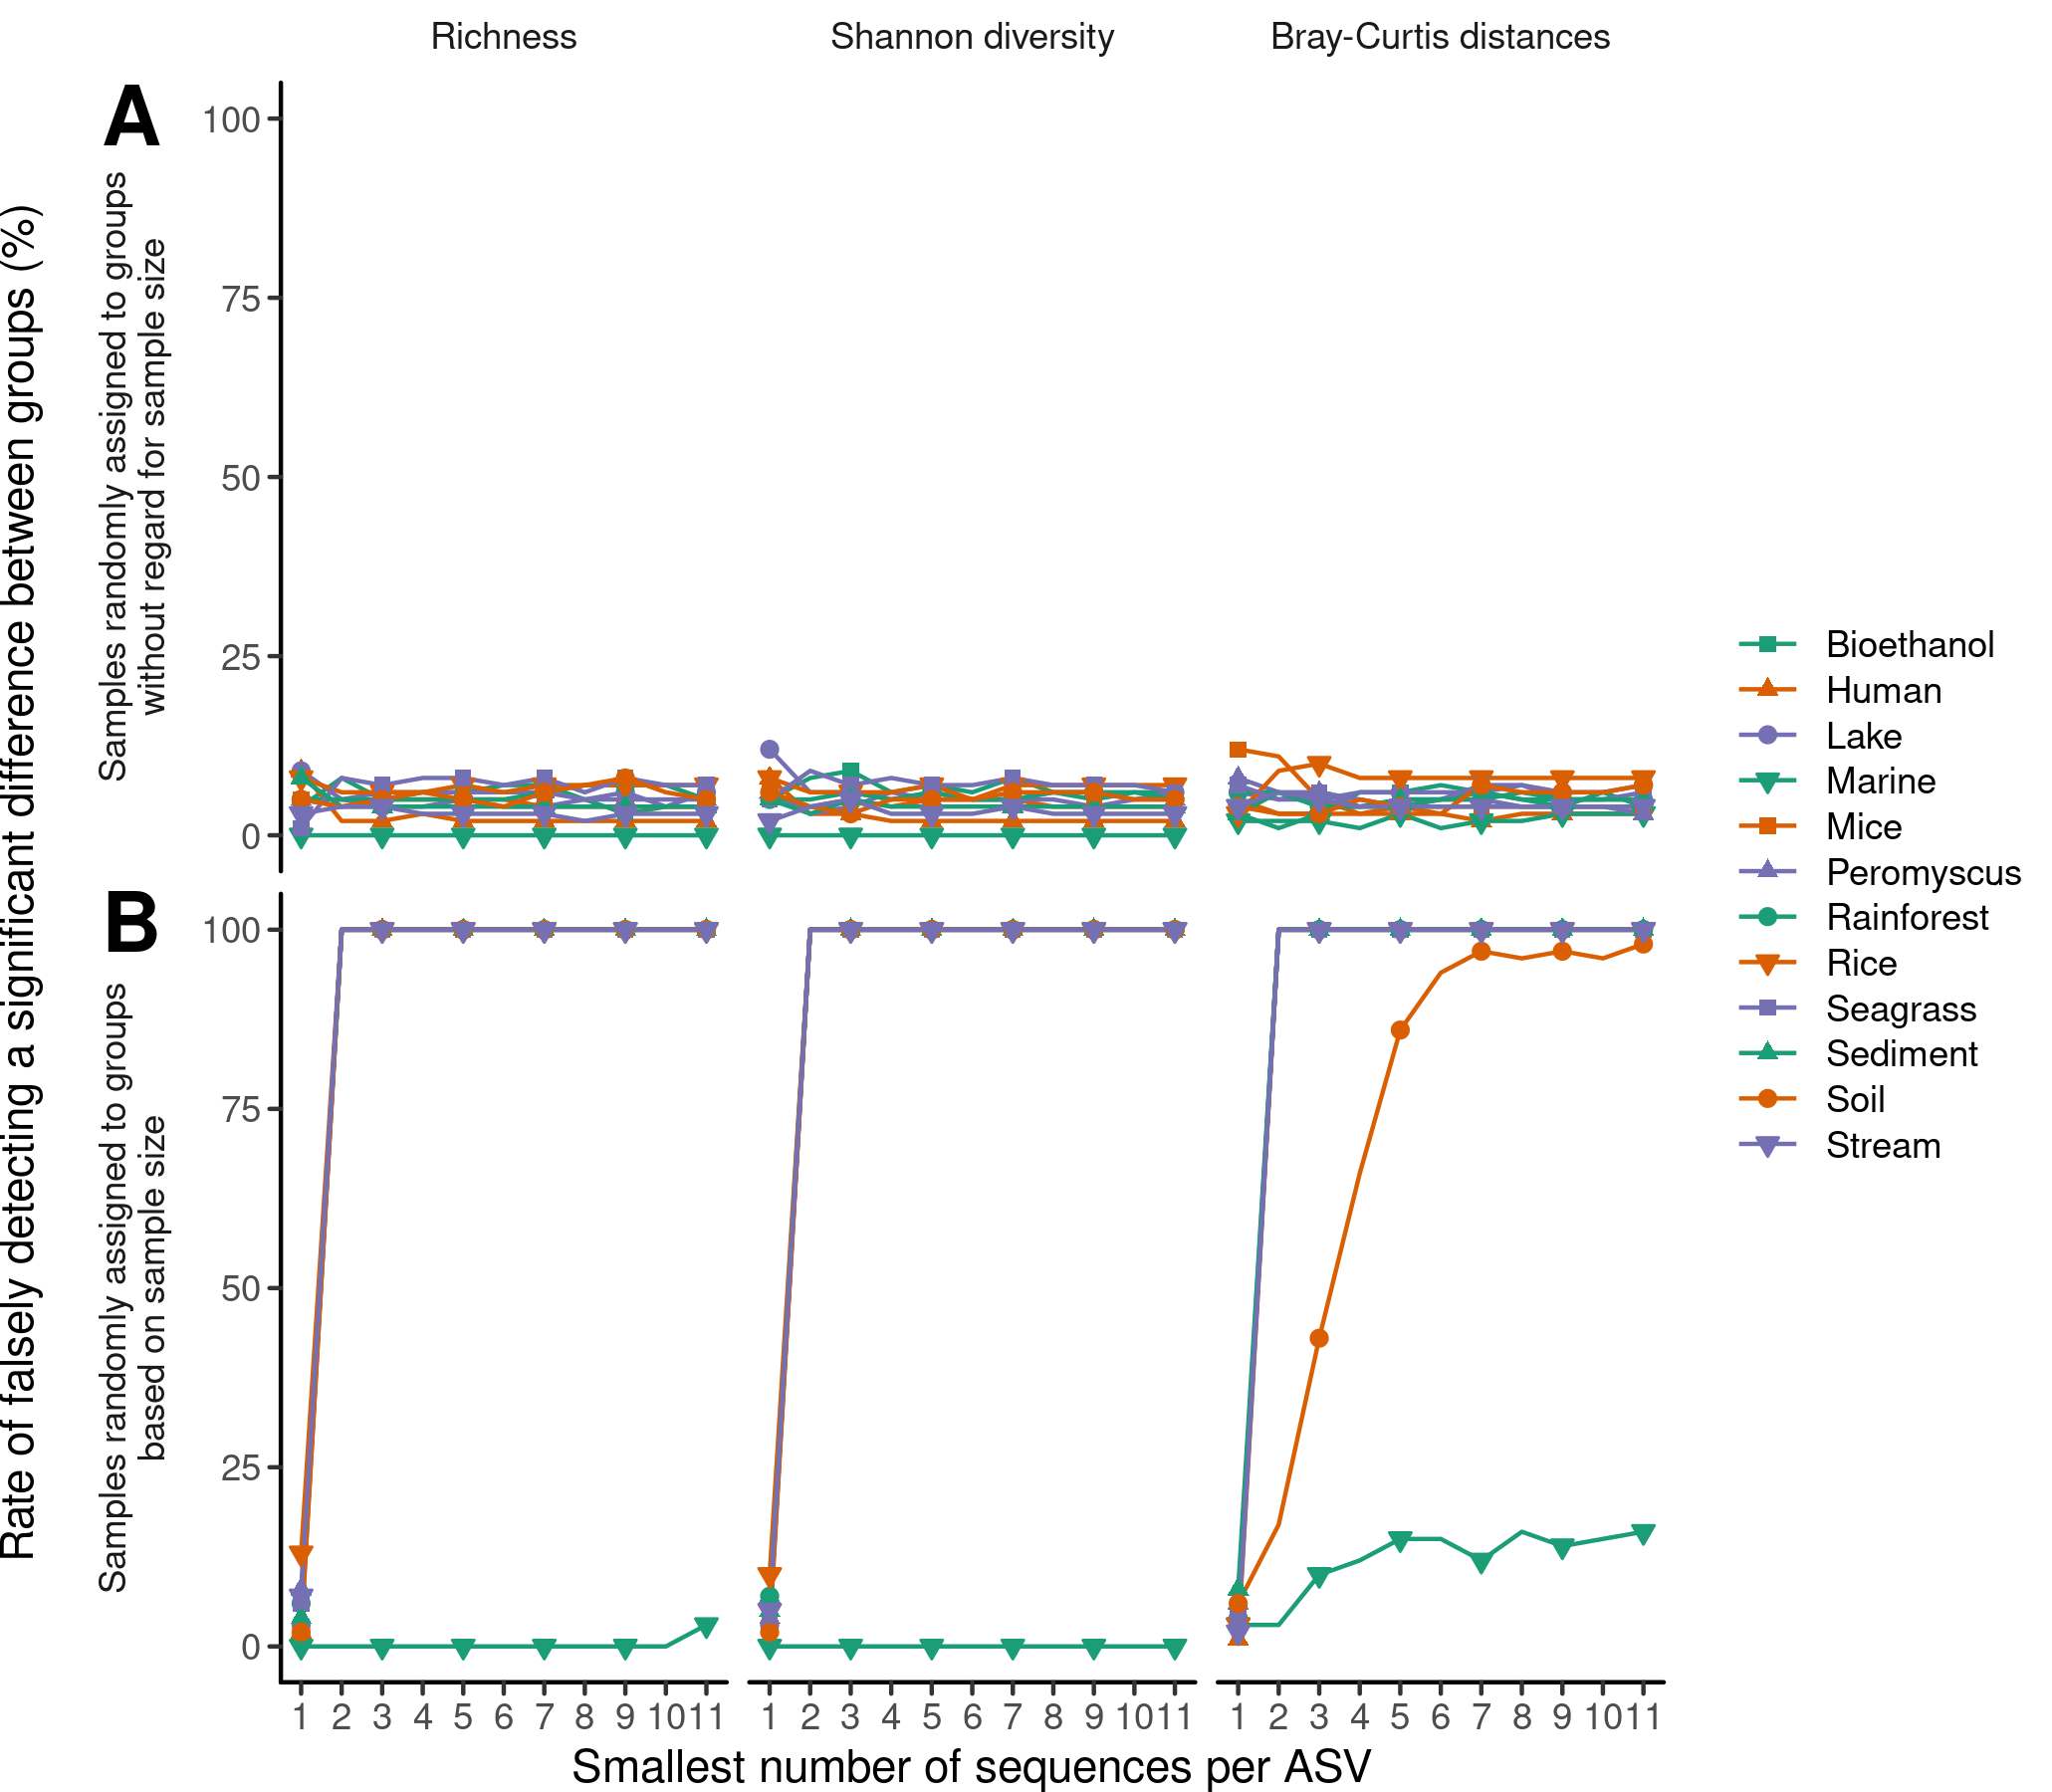 Richness
Shannon diversity
Bray-Curtis distances
Rate of falsely detecting a significant difference between groups (%)
A
Samples randomly assigned to groups
without regard for sample size
100
75
50
25
0
B
Samples randomly assigned to groups
based on sample size
100
75
50
25
0
1 2 3 4 5 6 7 8 9 10 11
1 2 3 4 5 6 7 8 9 10 11
1 2 3 4 5 6 7 8 9 10 11
Smallest number of sequences per ASV
Bioethanol
Human
Lake
Marine
Mice
Peromyscus
Rainforest
Rice
Seagrass
Sediment
Soil
Stream